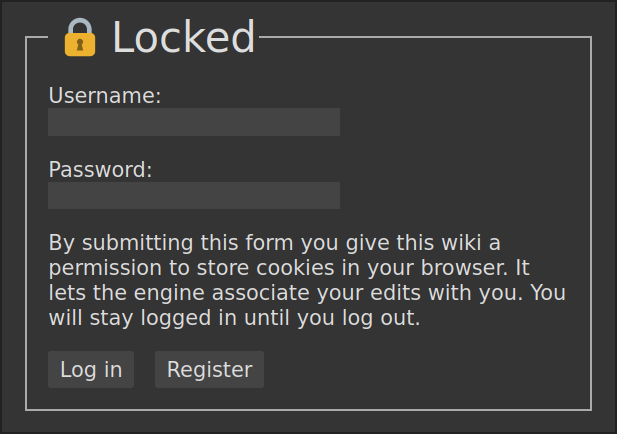 🔒 Locked
Username:
Password:
By submitting this form you give this wiki a
permission to store cookies in your browser. It
lets the engine associate your edits with you. You
will stay logged in until you log out.
Log in
Register